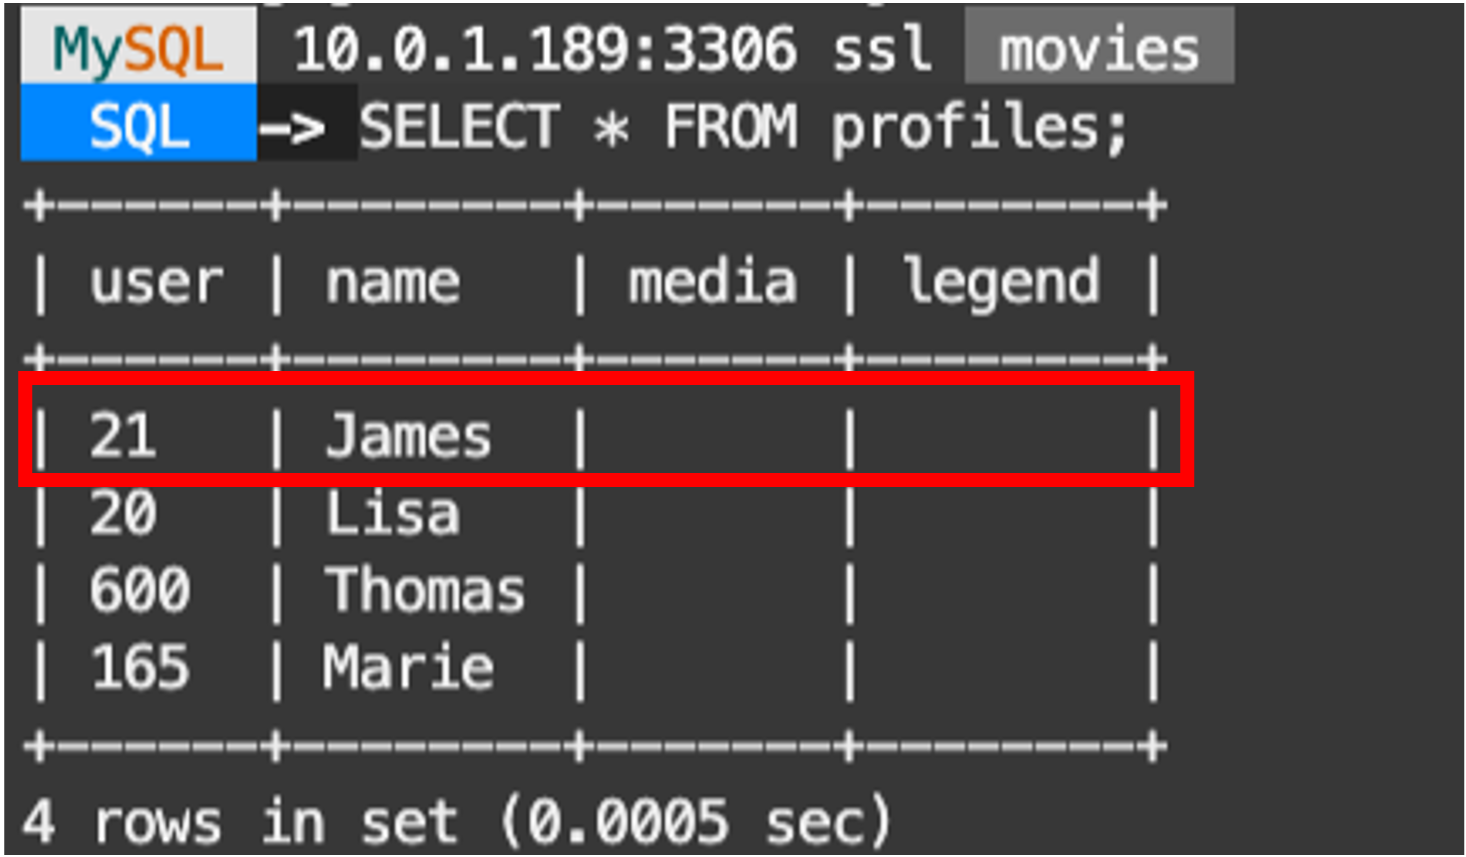 MySQL 10.0.1.189:3306 ssl movies
SQL -> SELECT * FROM profiles;
+------+--------+-------+--------+
| user | name   | media | legend |
+------+--------+-------+--------+
| 21   | James  |       |        |
| 20   | Lisa   |       |        |
| 600  | Thomas |       |        |
| 165  | Marie  |       |        |
+------+--------+-------+--------+
4 rows in set (0.0005 sec)